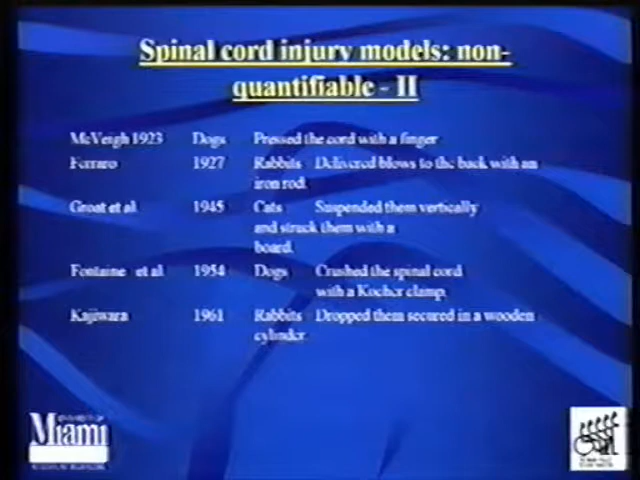 Spinal cord injury models: non-
quantifiable - II
McVeigh 1923 Dogs Pressed the cord with a finger
Ferraro 1927 Rabbits Delivered blows to the back with an
iron rod.
Groat et al 1945 Cats Suspended them vertically
and struck them with a
board.
Fontaine et al 1954 Dogs Crushed the spinal cord
with a Kocher clamp.
Kajiwara 1961 Rabbits Dropped them secured in a wooden
cylinder.
Miami